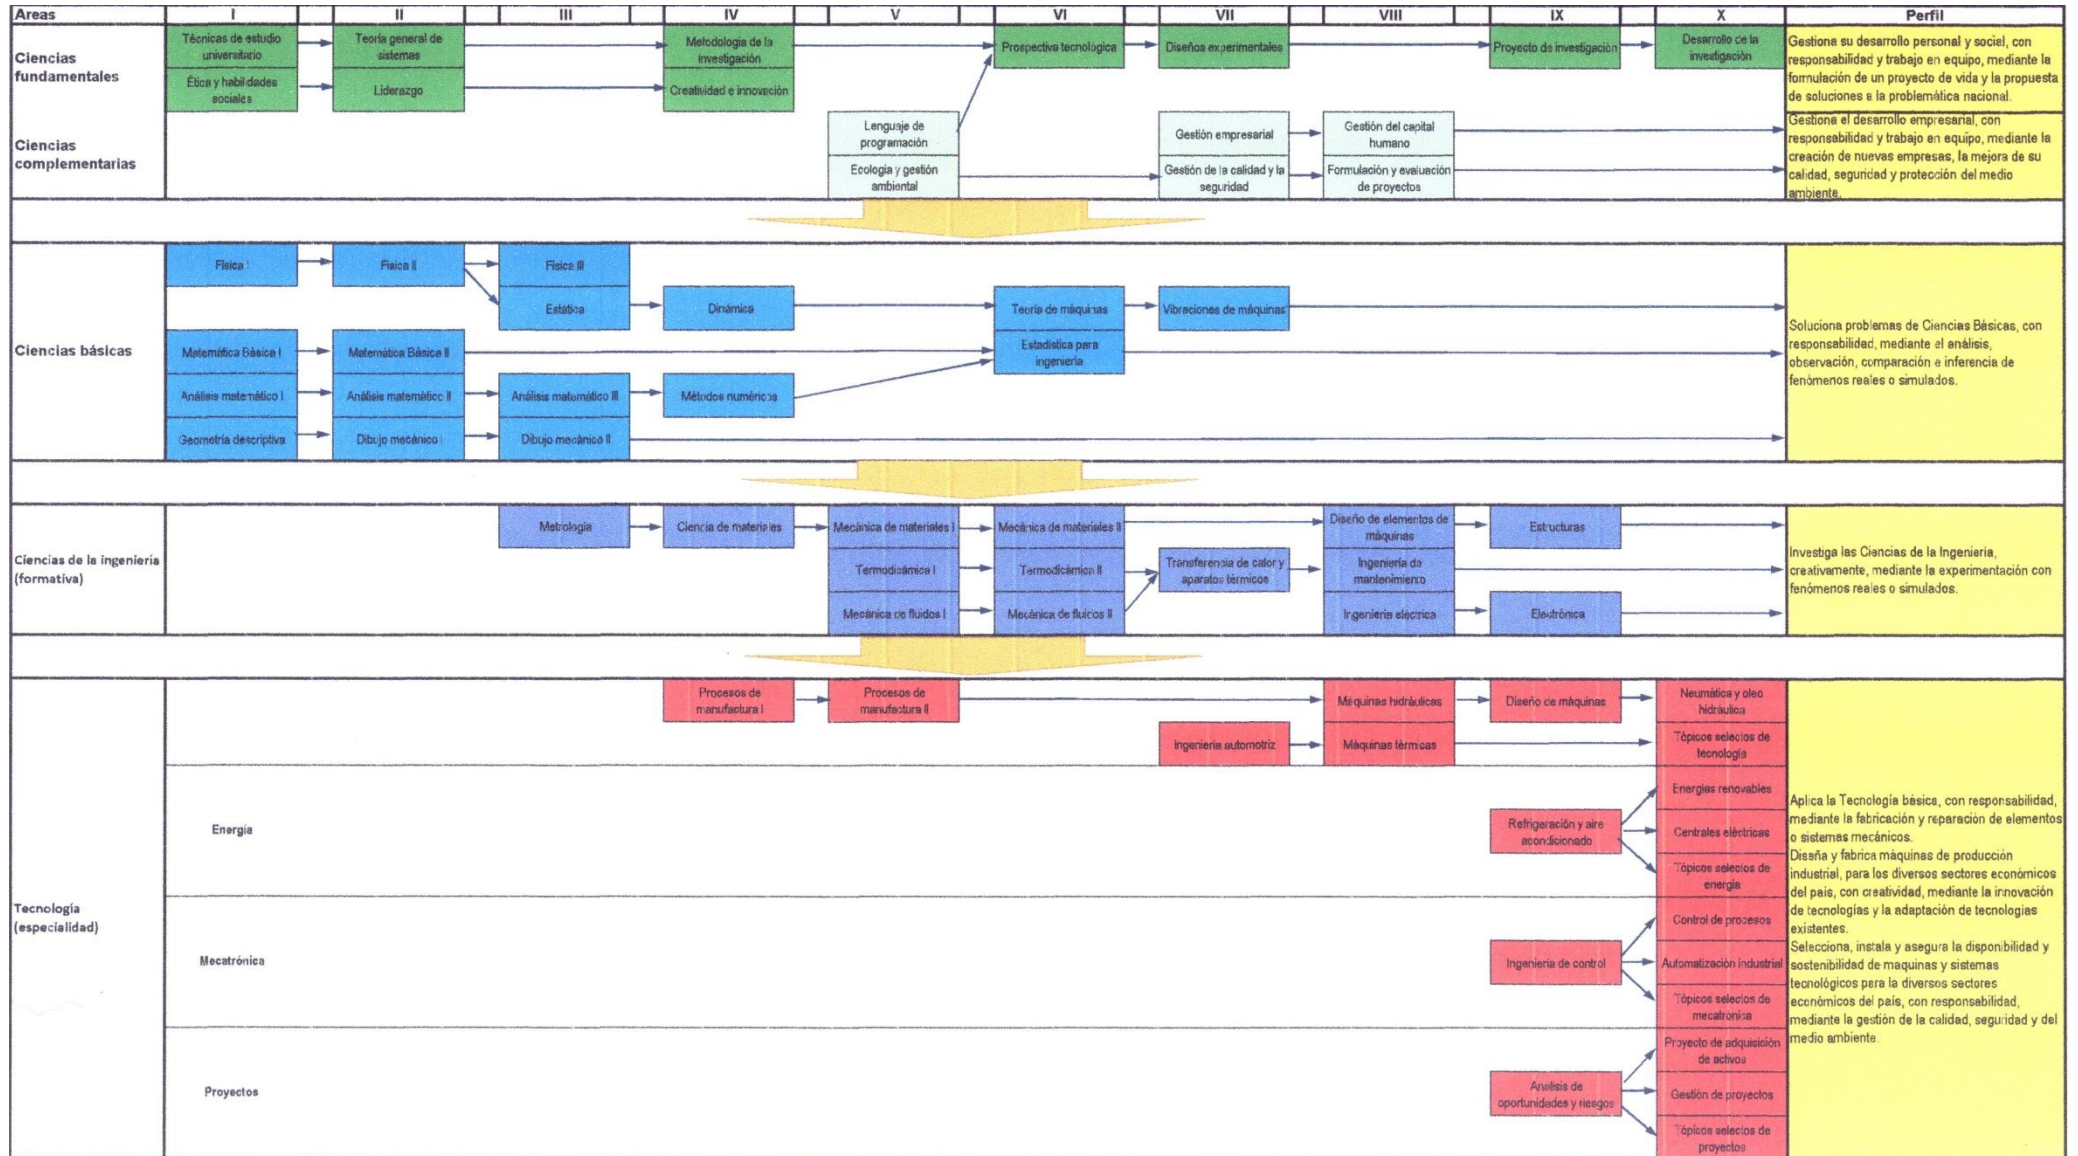 Areas I II III IV V VI VII VIII IX X Perfil
Ciencias
fundamentales
Técnicas de estudio
universitario
Teoría general de
sistemas
Metodología de la
investigación
Prospectiva tecnológica
Diseños experimentales
Proyecto de investigación
Desarrollo de la
investigación
Ética y habilidades
sociales
Liderazgo
Creatividad e innovación
Gestiona su desarrollo personal y social, con
responsabilidad y trabajo en equipo, mediante la
formulación de un proyecto de vida y la propuesta
de soluciones a la problemática nacional.
Ciencias
complementarias
Lenguaje de
programación
Gestión empresarial
Gestión del capital
humano
Ecología y gestión
ambiental
Gestión de la calidad y la
seguridad
Formulación y evaluación
de proyectos
Gestiona el desarrollo empresarial, con
responsabilidad y trabajo en equipo, mediante la
creación de nuevas empresas, la mejora de su
calidad, seguridad y protección del medio
ambiente.
Ciencias básicas
Física I
Física II
Física III
Estática
Dinámica
Teoría de máquinas
Vibraciones de máquinas
Matemática Básica I
Matemática Básica II
Estadística para
ingeniería
Análisis matemático I
Análisis matemático II
Análisis matemático III
Métodos numéricos
Geometría descriptiva
Dibujo mecánico I
Dibujo mecánico II
Soluciona problemas de Ciencias Básicas, con
responsabilidad, mediante el análisis,
observación, comparación e inferencia de
fenómenos reales o simulados.
Ciencias de la ingeniería
(formativa)
Metrología
Ciencia de materiales
Mecánica de materiales I
Mecánica de materiales II
Diseño de elementos de
máquinas
Estructuras
Termodicámica I
Termodicámica II
Transferencia de calor y
aparatos térmicos
Ingeniería de
mantenimiento
Mecánica de fluidos I
Mecánica de fluidos II
Ingeniería eléctrica
Electrónica
Investiga las Ciencias de la Ingeniería,
creativamente, mediante la experimentación con
fenómenos reales o simulados.
Tecnología
(especialidad)
Procesos de
manufactura I
Procesos de
manufactura II
Máquinas hidráulicas
Diseño de máquinas
Neumática y oleo
hidráulica
Ingeniería automotriz
Máquinas térmicas
Tópicos selectos de
tecnología
Energía
Refrigeración y aire
acondicionado
Energías renovables
Centrales eléctricas
Tópicos selectos de
energía
Mecatrónica
Ingeniería de control
Control de procesos
Automatización industrial
Tópicos selectos de
mecatrónica
Proyectos
Analisis de
oportunidades y riesgos
Proyecto de adquisición
de activos
Gestión de proyectos
Tópicos selectos de
proyectos
Aplica la Tecnología básica, con responsabilidad,
mediante la fabricación y reparación de elementos
o sistemas mecánicos.
Diseña y fabrica máquinas de producción
industrial, para los diversos sectores económicos
del país, con creatividad, mediante la innovación
de tecnologías y la adaptación de tecnologías
existentes.
Selecciona, instala y asegura la disponibilidad y
sostenibilidad de maquinas y sistemas
tecnológicos para la diversos sectores
económicos del país, con responsabilidad,
mediante la gestión de la calidad, seguridad y del
medio ambiente.